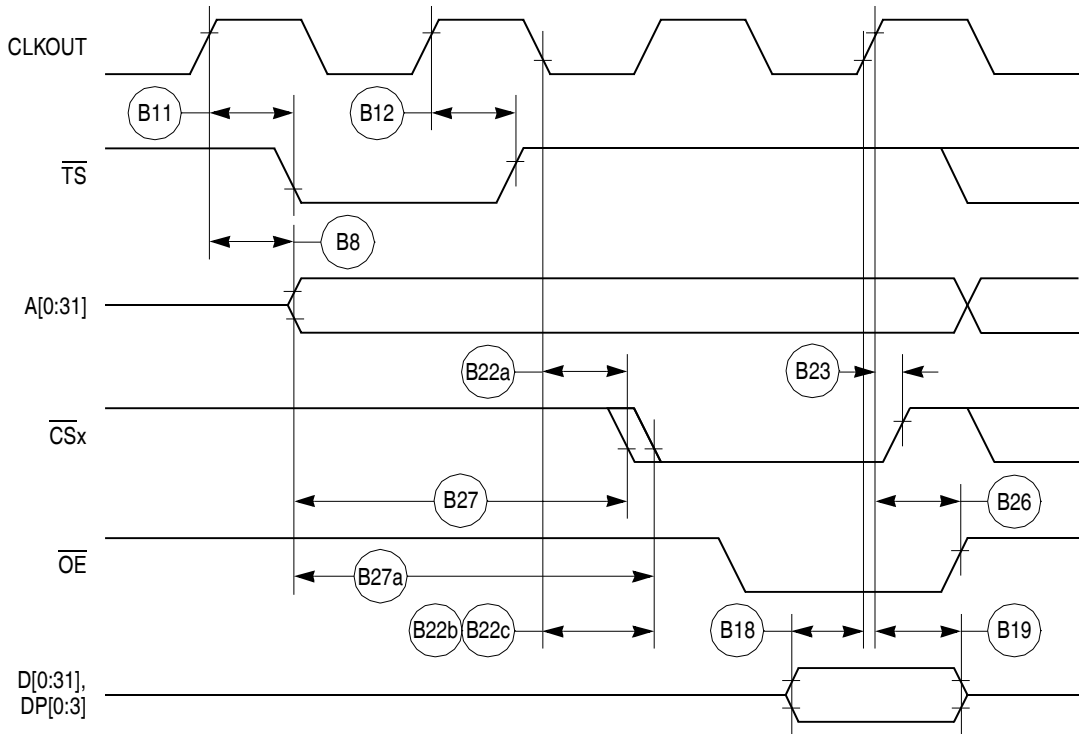 CLKOUT
B11
B12
TS
B8
A[0:31]
B22a
B23
CSx
B27
B26
OE
B27a
B22b B22c
B18
B19
D[0:31],
DP[0:3]